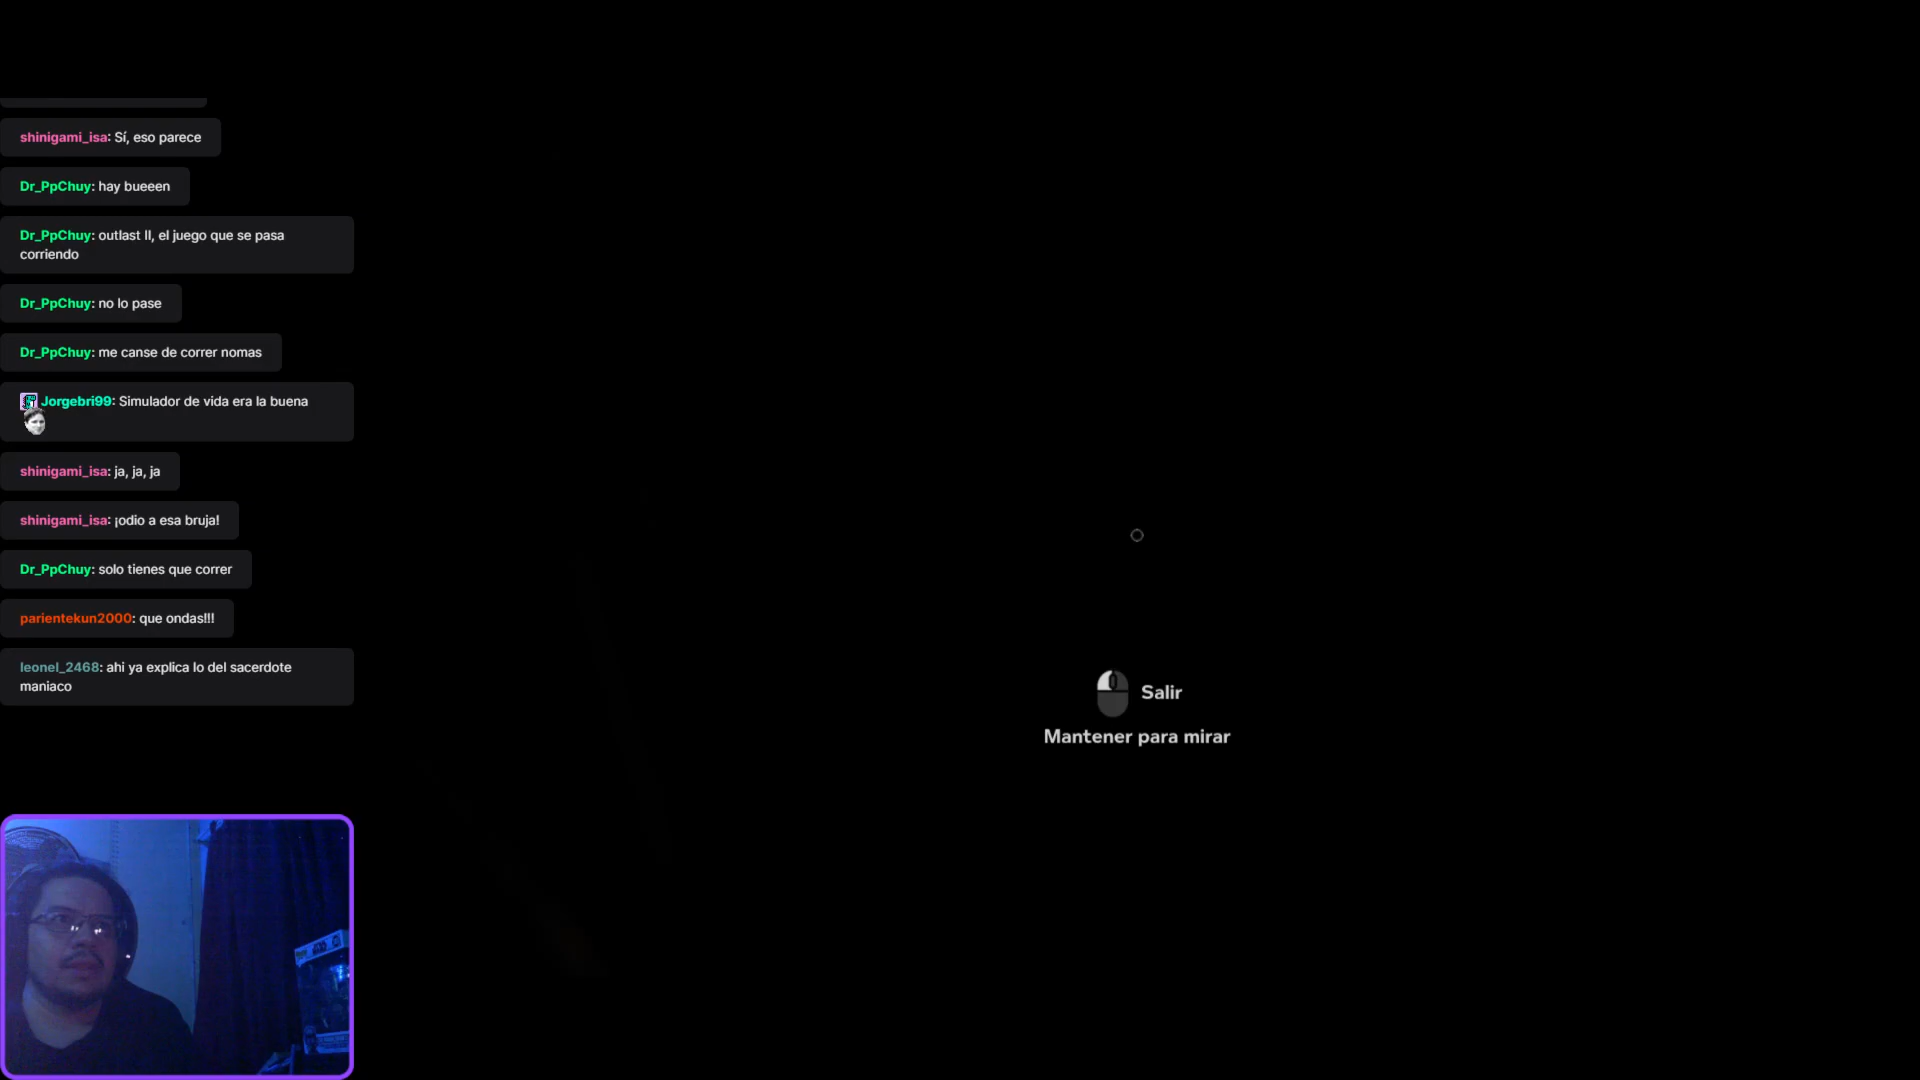 shinigami_isa: Sí, eso parece
Dr_PpChuy: hay bueeen
Dr_PpChuy: outlast II, el juego que se pasa
corriendo
Dr_PpChuy: no lo pase
Dr_PpChuy: me canse de correr nomas
Jorgebri99: Simulador de vida era la buena
shinigami_isa: ja, ja, ja
shinigami_isa: ¡odio a esa bruja!
Dr_PpChuy: solo tienes que correr
parientekun2000: que ondas!!!
leonel_2468: ahi ya explica lo del sacerdote
maniaco
Salir
Mantener para mirar